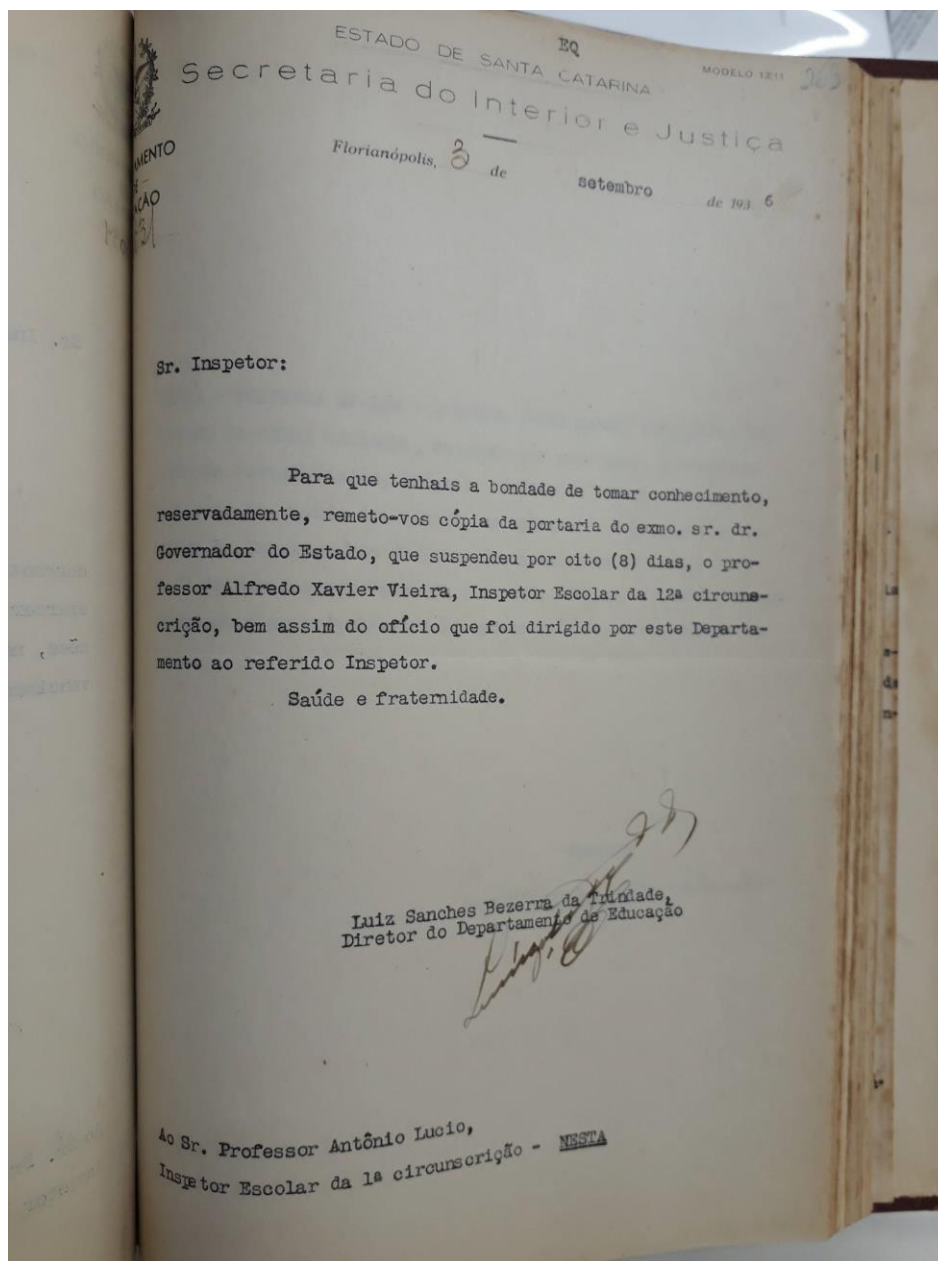 EQ
ESTADO DE SANTA CATARINA
MODELO 1211
Secretaria do Interior e Justiça
Florianópolis, 3 de setembro de 193 6
Sr. Inspetor:
Para que tenhais a bondade de tomar conhecimento,
reservadamente, remeto-vos cópia da portaria do exmo. sr. dr.
Governador do Estado, que suspendeu por oito (8) dias, o pro-
fessor Alfredo Xavier Vieira, Inspetor Escolar da 12ª circuns-
crição, bem assim do ofício que foi dirigido por este Departa-
mento ao referido Inspetor.
Saúde e fraternidade.
Luiz Sanches Bezerra da Trindade,
Diretor do Departamento de Educação
Ao Sr. Professor Antônio Lucio,
Inspetor Escolar da 1ª circunscrição - NESTA